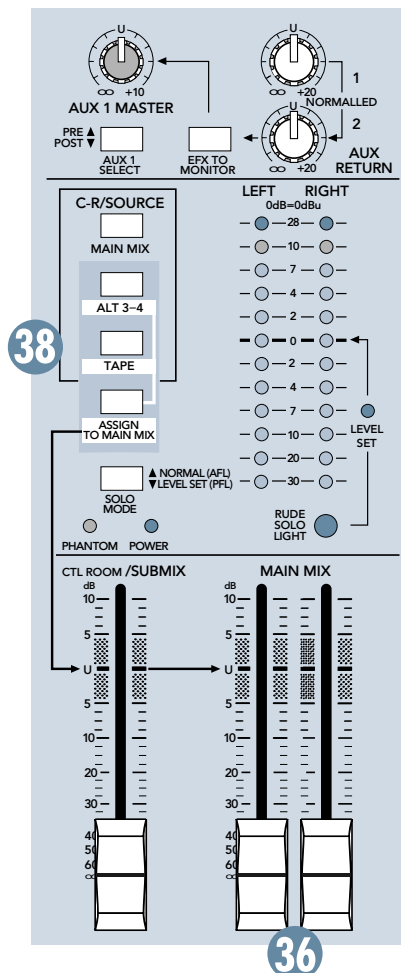 U
∞ +10
AUX 1 MASTER
PRE ▲
POST ▼
AUX 1
SELECT
EFX TO
MONITOR
U
∞ +20
1
NORMALLED
2
U
∞ +20
AUX
RETURN
C-R/SOURCE
MAIN MIX
ALT 3–4
TAPE
ASSIGN
TO MAIN MIX
38
LEFT RIGHT
0dB=0dBu
28
10
7
4
2
0
2
4
7
10
20
30
LEVEL
SET
▲ NORMAL (AFL)
▼ LEVEL SET (PFL)
SOLO
MODE
RUDE
SOLO
LIGHT
PHANTOM POWER
CTL ROOM /SUBMIX
dB
10
5
U
5
10
20
30
40
50
60
∞
MAIN MIX
dB
10
5
U
5
10
20
30
40
50
60
∞
36